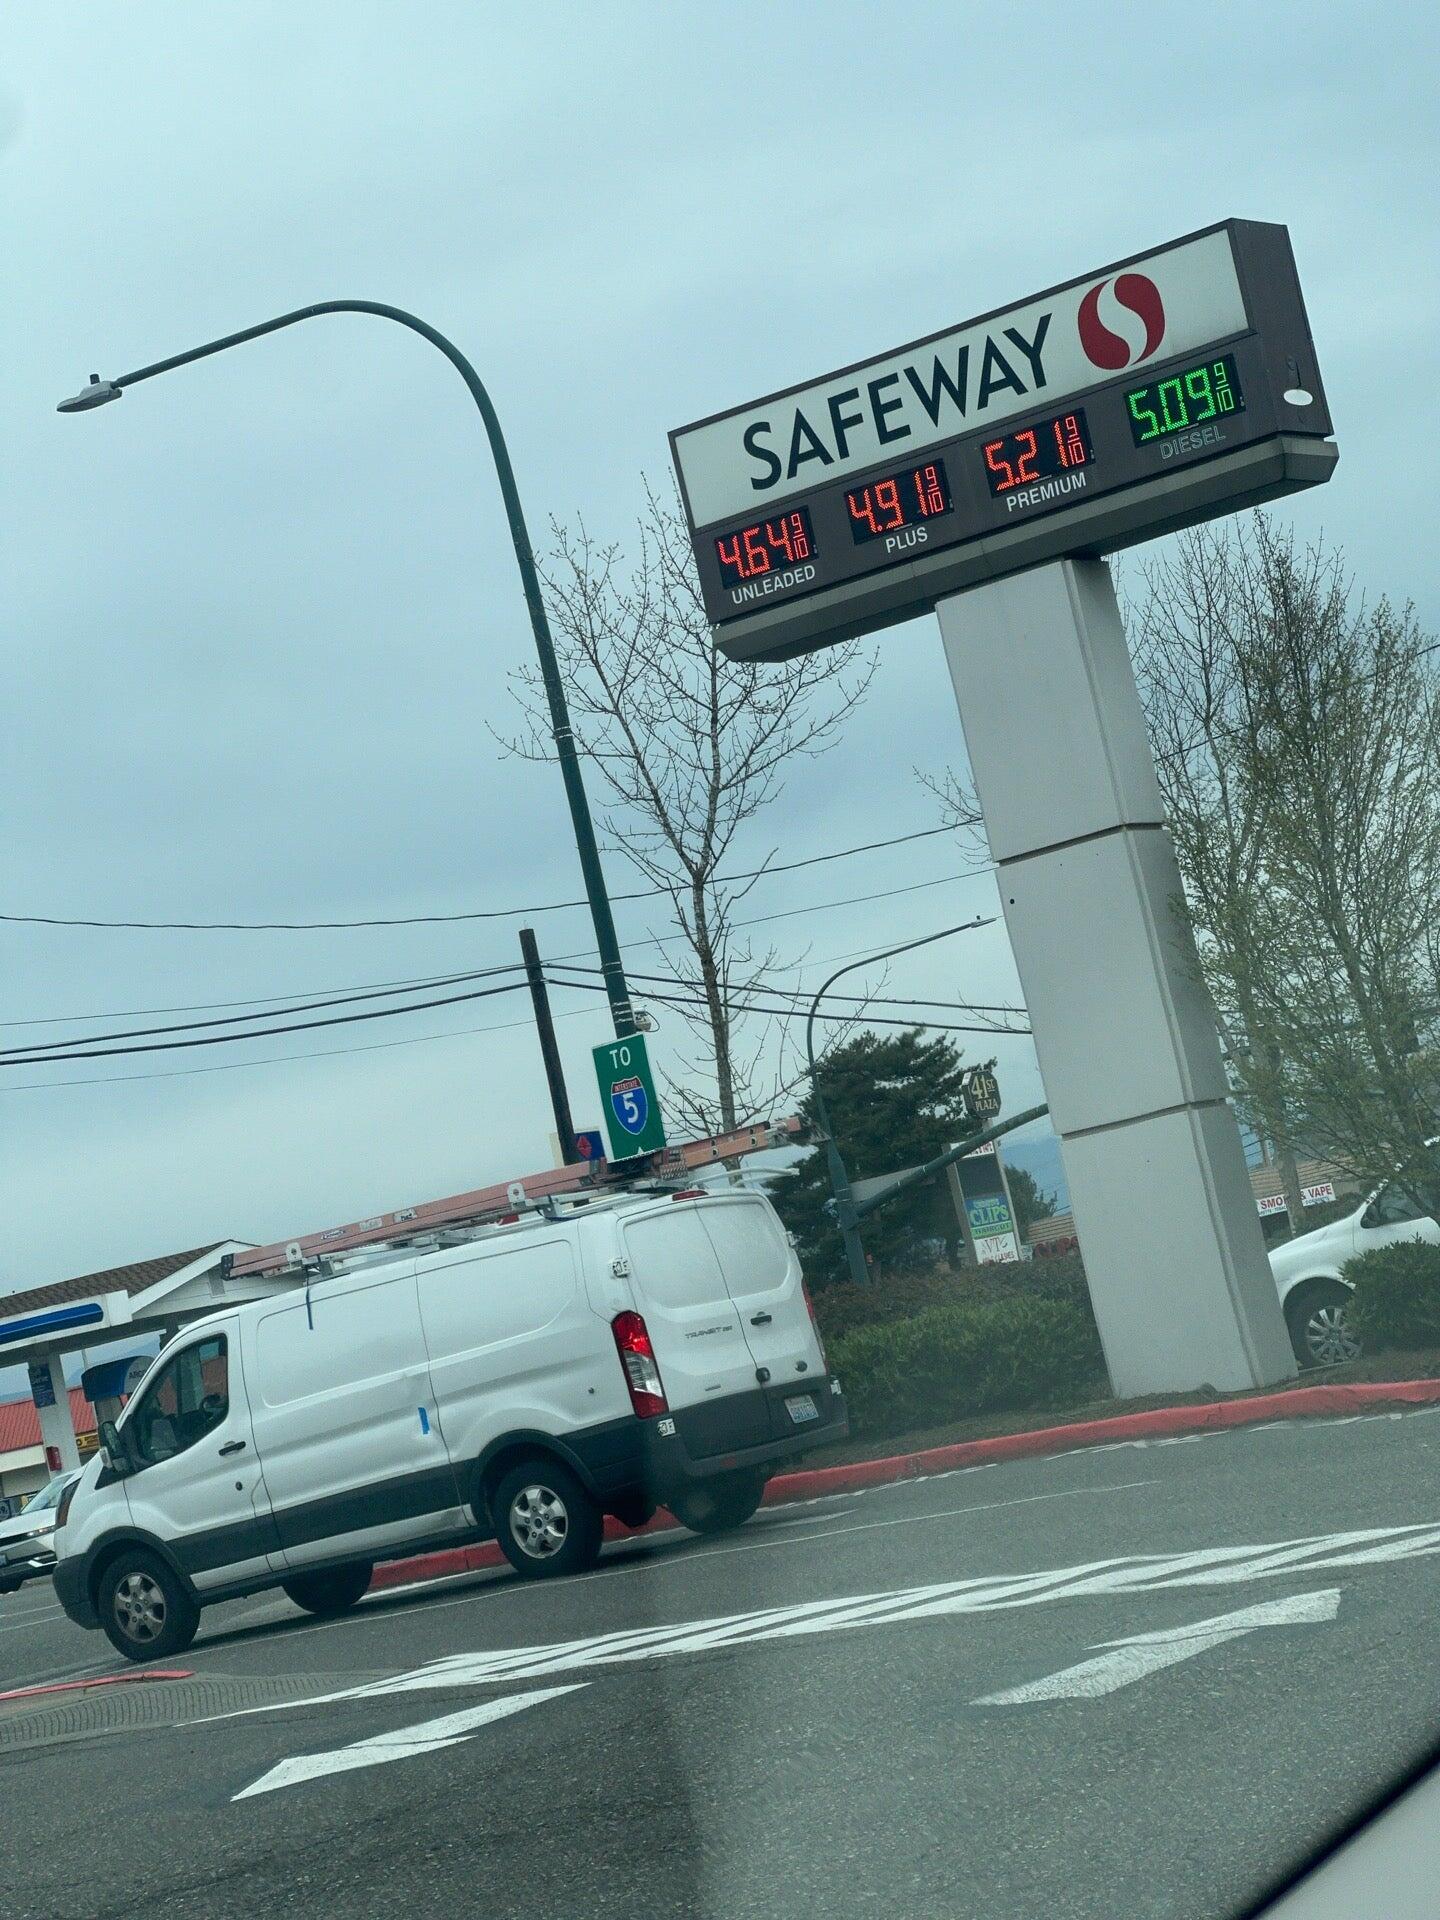 SAFEWAY
4.64 9/10
UNLEADED
4.91 9/10
PLUS
5.21 9/10
PREMIUM
5.09 9/10
DIESEL
TO
INTERSTATE
5
41ST
PLAZA
CLIPS
& VAPE
TRANSIT